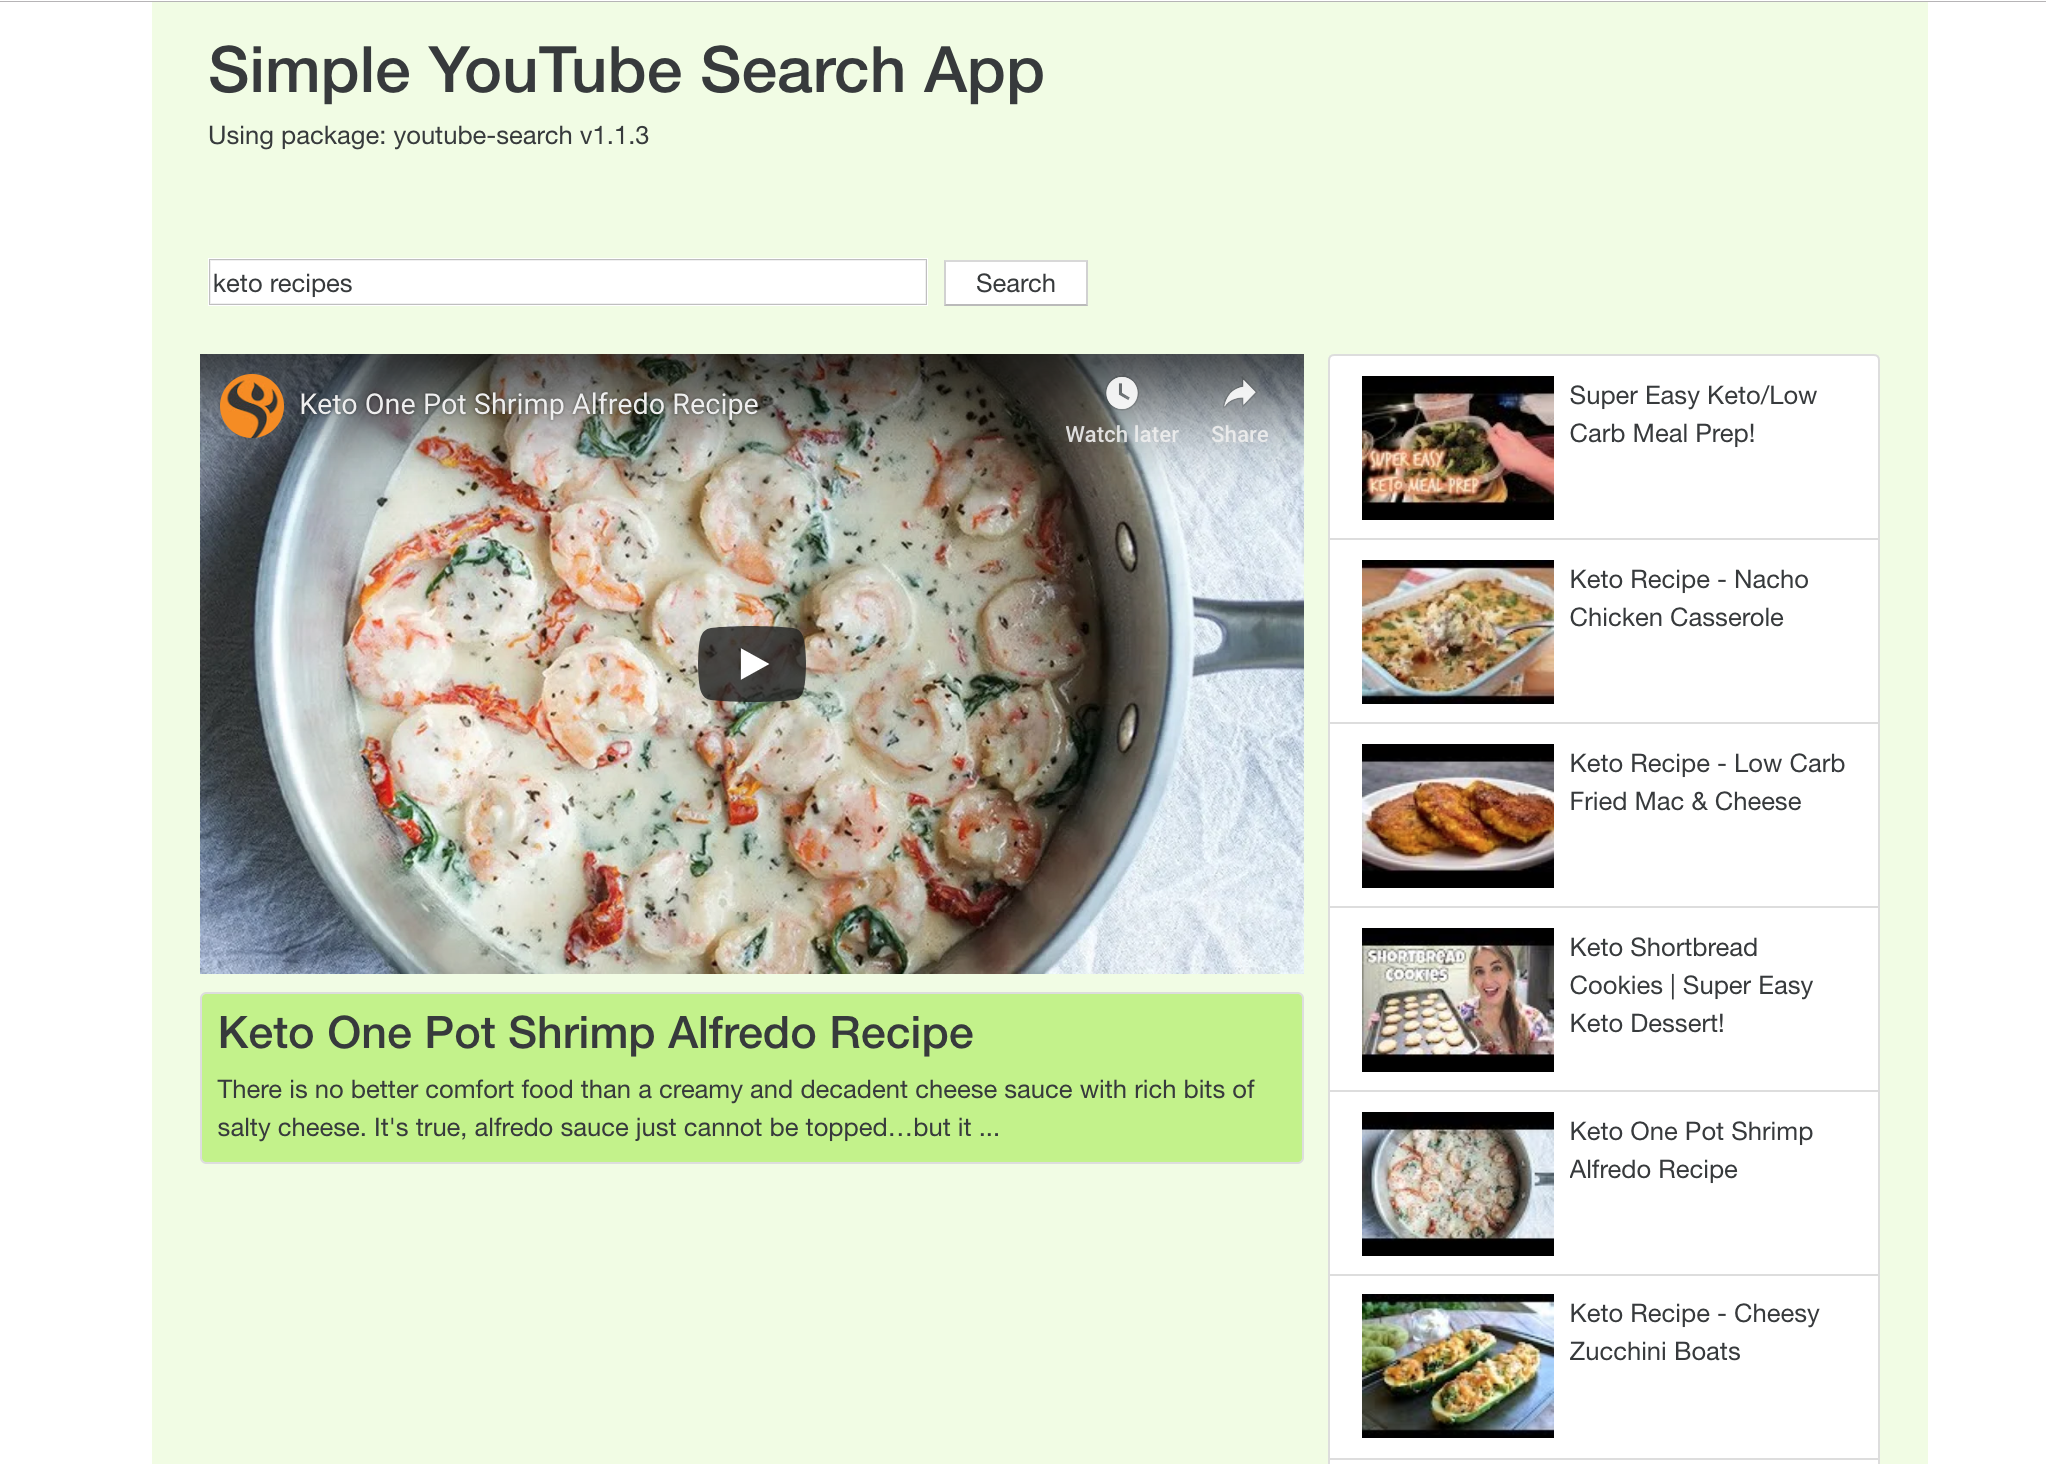 Simple YouTube Search App
Using package: youtube-search v1.1.3
keto recipes
Search
Keto One Pot Shrimp Alfredo Recipe
Watch later
Share
Keto One Pot Shrimp Alfredo Recipe
There is no better comfort food than a creamy and decadent cheese sauce with rich bits of
salty cheese. It's true, alfredo sauce just cannot be topped…but it ...
SUPER EASY
KETO MEAL PREP
Super Easy Keto/Low
Carb Meal Prep!
Keto Recipe - Nacho
Chicken Casserole
Keto Recipe - Low Carb
Fried Mac & Cheese
SHORTBREAD
COOKIES
Keto Shortbread
Cookies | Super Easy
Keto Dessert!
Keto One Pot Shrimp
Alfredo Recipe
Keto Recipe - Cheesy
Zucchini Boats